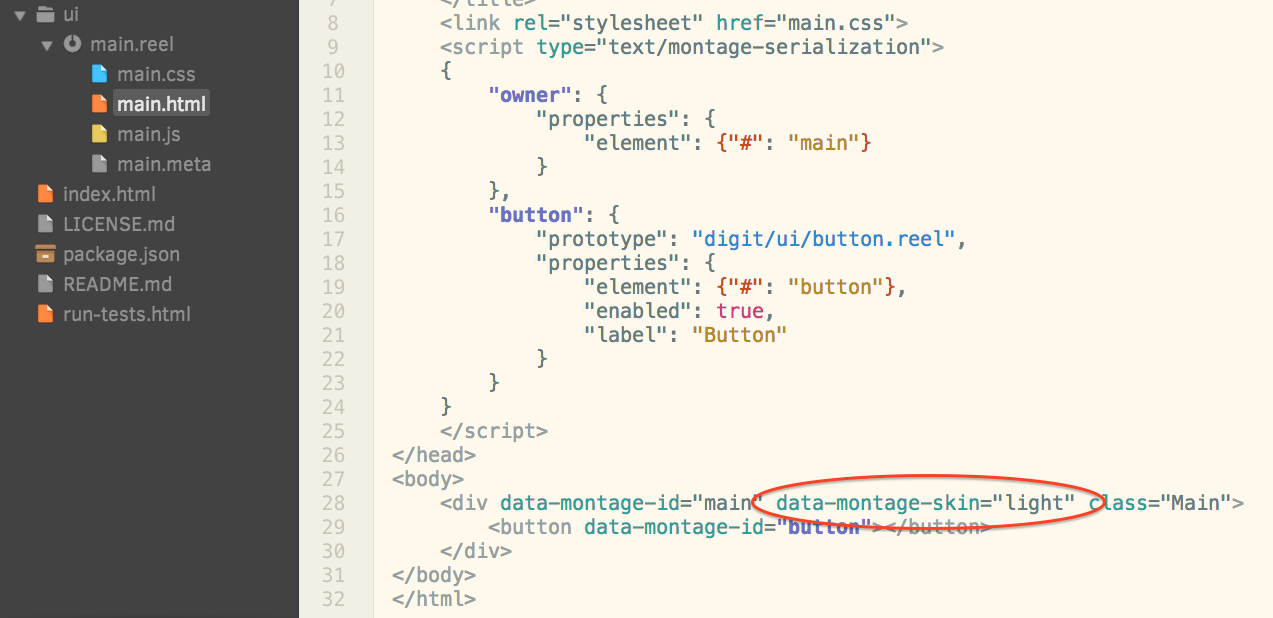 ui
main.reel
main.css
main.html
main.js
main.meta
index.html
LICENSE.md
package.json
README.md
run-tests.html
7 </title>
8 <link rel="stylesheet" href="main.css">
9 <script type="text/montage-serialization">
10 {
11 "owner": {
12 "properties": {
13 "element": {"#": "main"}
14 }
15 },
16 "button": {
17 "prototype": "digit/ui/button.reel",
18 "properties": {
19 "element": {"#": "button"},
20 "enabled": true,
21 "label": "Button"
22 }
23 }
24 }
25 </script>
26 </head>
27 <body>
28 <div data-montage-id="main" data-montage-skin="light" class="Main">
29 <button data-montage-id="button"></button>
30 </div>
31 </body>
32 </html>